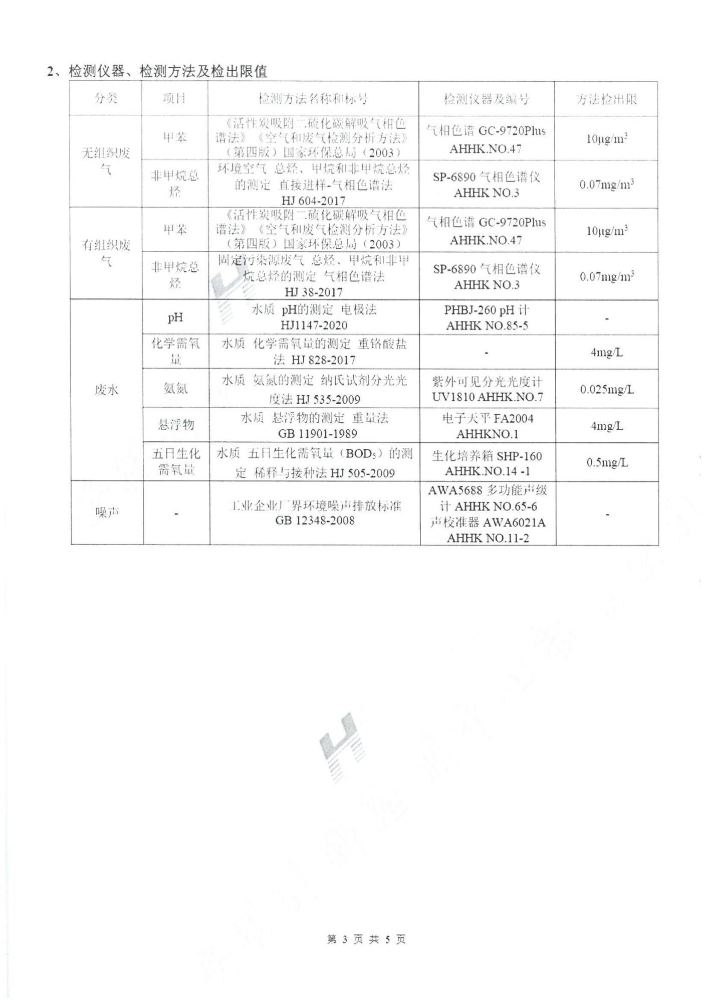 2、检测仪器、检测方法及检出限值
分类 项目 检测方法名称和标号 检测仪器及编号 方法检出限
无组织废
气
甲苯
《活性炭吸附二硫化碳解吸气相色
谱法》《空气和废气检测分析方法》
（第四版）国家环保总局（2003）
气相色谱 GC-9720Plus
AHHK.NO.47
10μg/m³
非甲烷总
烃
环境空气 总烃、甲烷和非甲烷总烃
的测定 直接进样-气相色谱法
HJ 604-2017
SP-6890 气相色谱仪
AHHK NO.3
0.07mg/m³
有组织废
气
甲苯
《活性炭吸附二硫化碳解吸气相色
谱法》《空气和废气检测分析方法》
（第四版）国家环保总局（2003）
气相色谱 GC-9720Plus
AHHK.NO.47
10μg/m³
非甲烷总
烃
固定污染源废气 总烃、甲烷和非甲
烷总烃的测定 气相色谱法
HJ 38-2017
SP-6890 气相色谱仪
AHHK NO.3
0.07mg/m³
废水
pH
水质 pH的测定 电极法
HJ1147-2020
PHBJ-260 pH 计
AHHK NO.85-5
-
化学需氧
量
水质 化学需氧量的测定 重铬酸盐
法 HJ 828-2017
-
4mg/L
氨氮
水质 氨氮的测定 纳氏试剂分光光
度法 HJ 535-2009
紫外可见分光光度计
UV1810 AHHK.NO.7
0.025mg/L
悬浮物
水质 悬浮物的测定 重量法
GB 11901-1989
电子天平 FA2004
AHHKNO.1
4mg/L
五日生化
需氧量
水质 五日生化需氧量（BOD₅）的测
定 稀释与接种法 HJ 505-2009
生化培养箱 SHP-160
AHHK.NO.14 -1
0.5mg/L
噪声
-
工业企业厂界环境噪声排放标准
GB 12348-2008
AWA5688 多功能声级
计 AHHK NO.65-6
声校准器 AWA6021A
AHHK NO.11-2
-
第 3 页 共 5 页